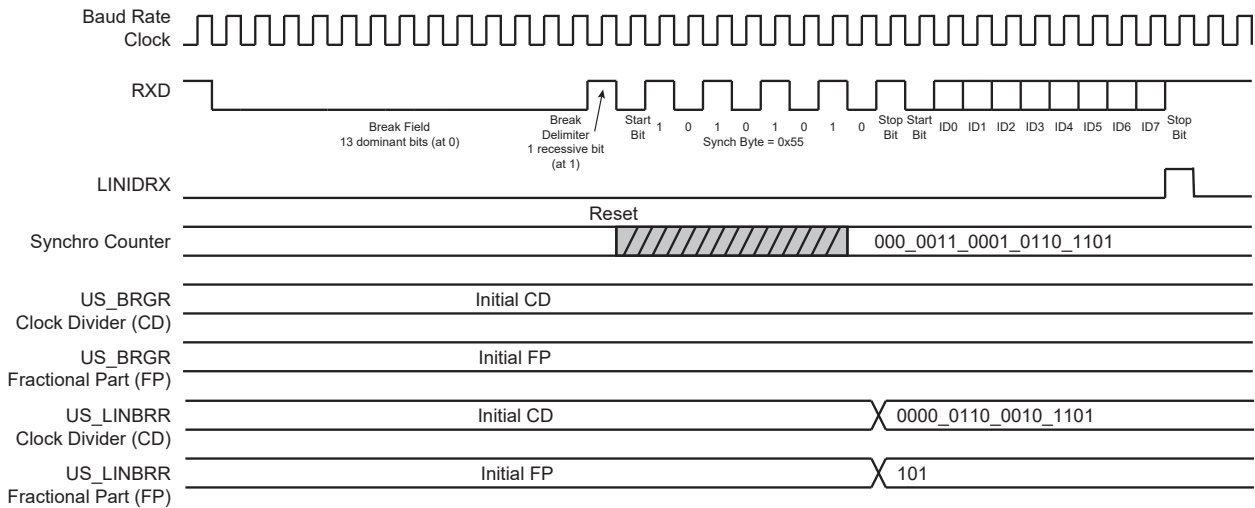 Baud Rate
Clock
RXD
Break Field
13 dominant bits (at 0)
Break
Delimiter
1 recessive bit
(at 1)
Start
Bit
1 0 1 0 1 0 1 0
Synch Byte = 0x55
Stop
Bit
Start
Bit
ID0 ID1 ID2 ID3 ID4 ID5 ID6 ID7
Stop
Bit
LINIDRX
Reset
Synchro Counter
000_0011_0001_0110_1101
US_BRGR
Clock Divider (CD)
Initial CD
US_BRGR
Fractional Part (FP)
Initial FP
US_LINBRR
Clock Divider (CD)
Initial CD
0000_0110_0010_1101
US_LINBRR
Fractional Part (FP)
Initial FP
101